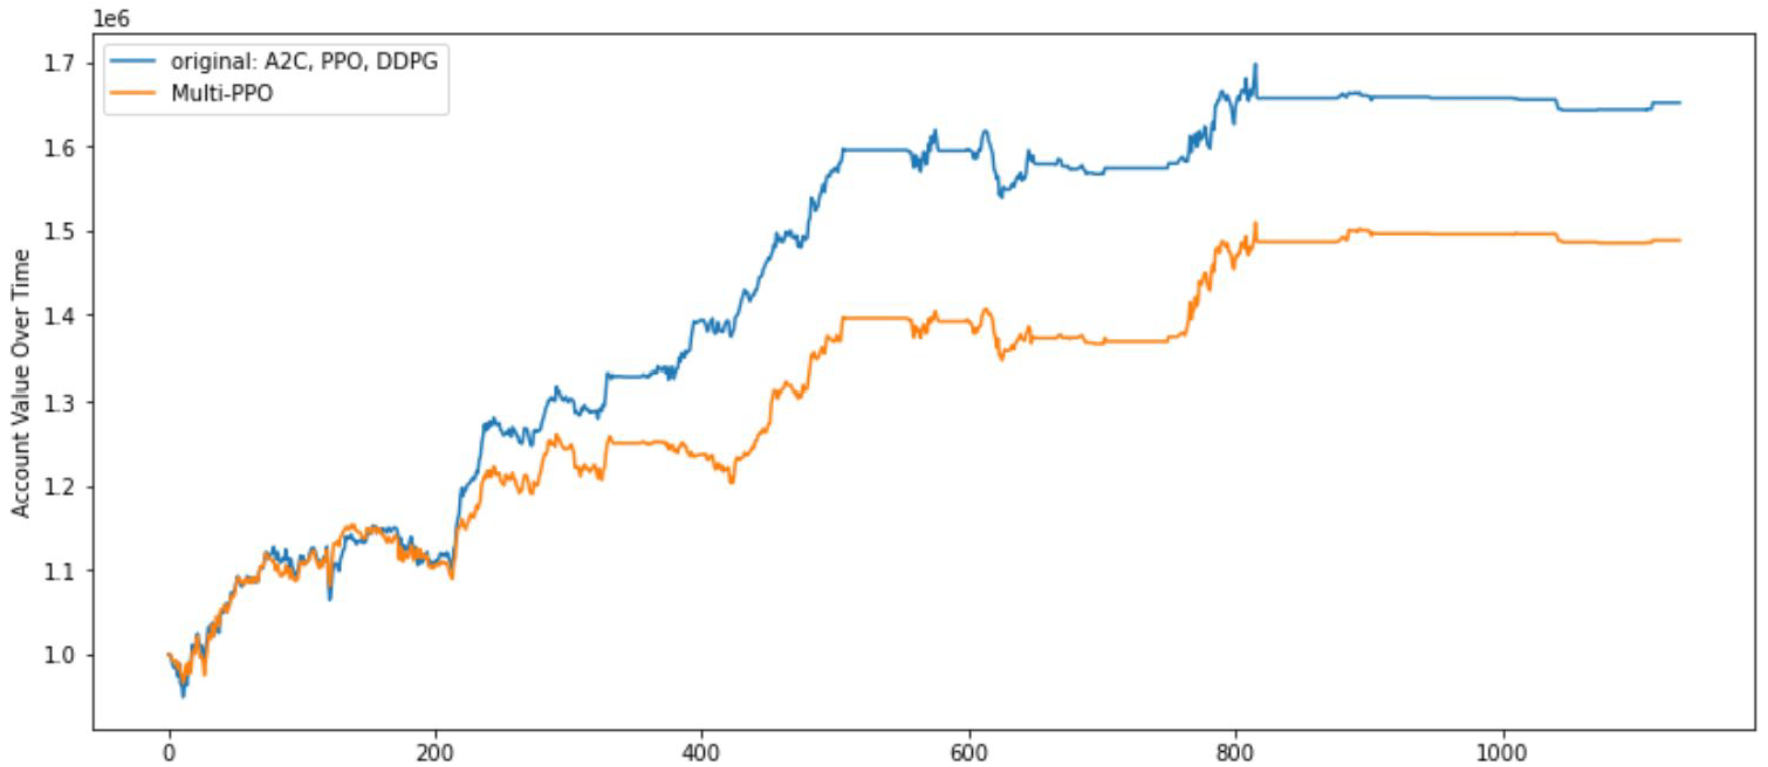 1e6
original: A2C, PPO, DDPG
Multi-PPO
1.7
1.6
1.5
1.4
1.3
1.2
1.1
1.0
Account Value Over Time
0 200 400 600 800 1000